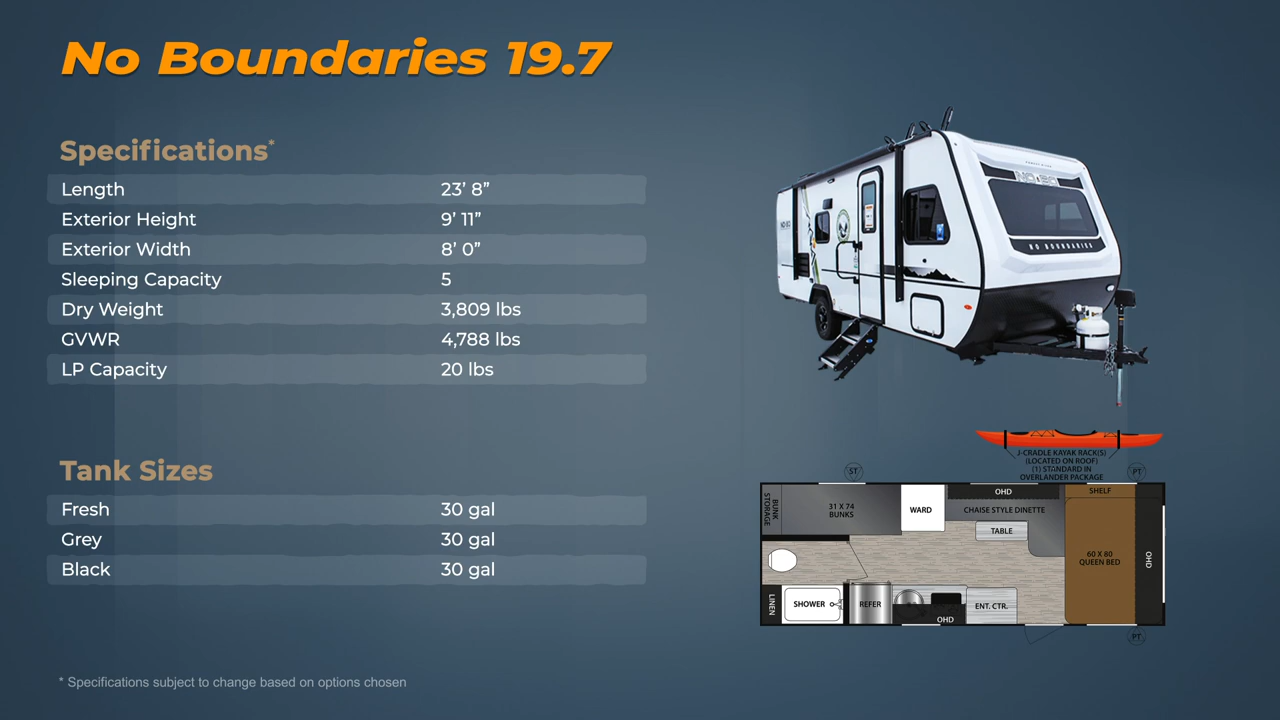 No Boundaries 19.7
Specifications*
Length 23’ 8”
Exterior Height 9’ 11”
Exterior Width 8’ 0”
Sleeping Capacity 5
Dry Weight 3,809 lbs
GVWR 4,788 lbs
LP Capacity 20 lbs
Tank Sizes
Fresh 30 gal
Grey 30 gal
Black 30 gal
* Specifications subject to change based on options chosen
NO BOUNDARIES
J-CRADLE KAYAK RACK(S)
(LOCATED ON ROOF)
(1) STANDARD IN
OVERLANDER PACKAGE
ST.
PT.
BUNK
STORAGE
31 X 74
BUNKS
WARD
OHD
CHAISE STYLE DINETTE
TABLE
SHELF
60 X 80
QUEEN BED
OHD
LINEN
SHOWER
REFER
OHD
ENT. CTR.
PT.